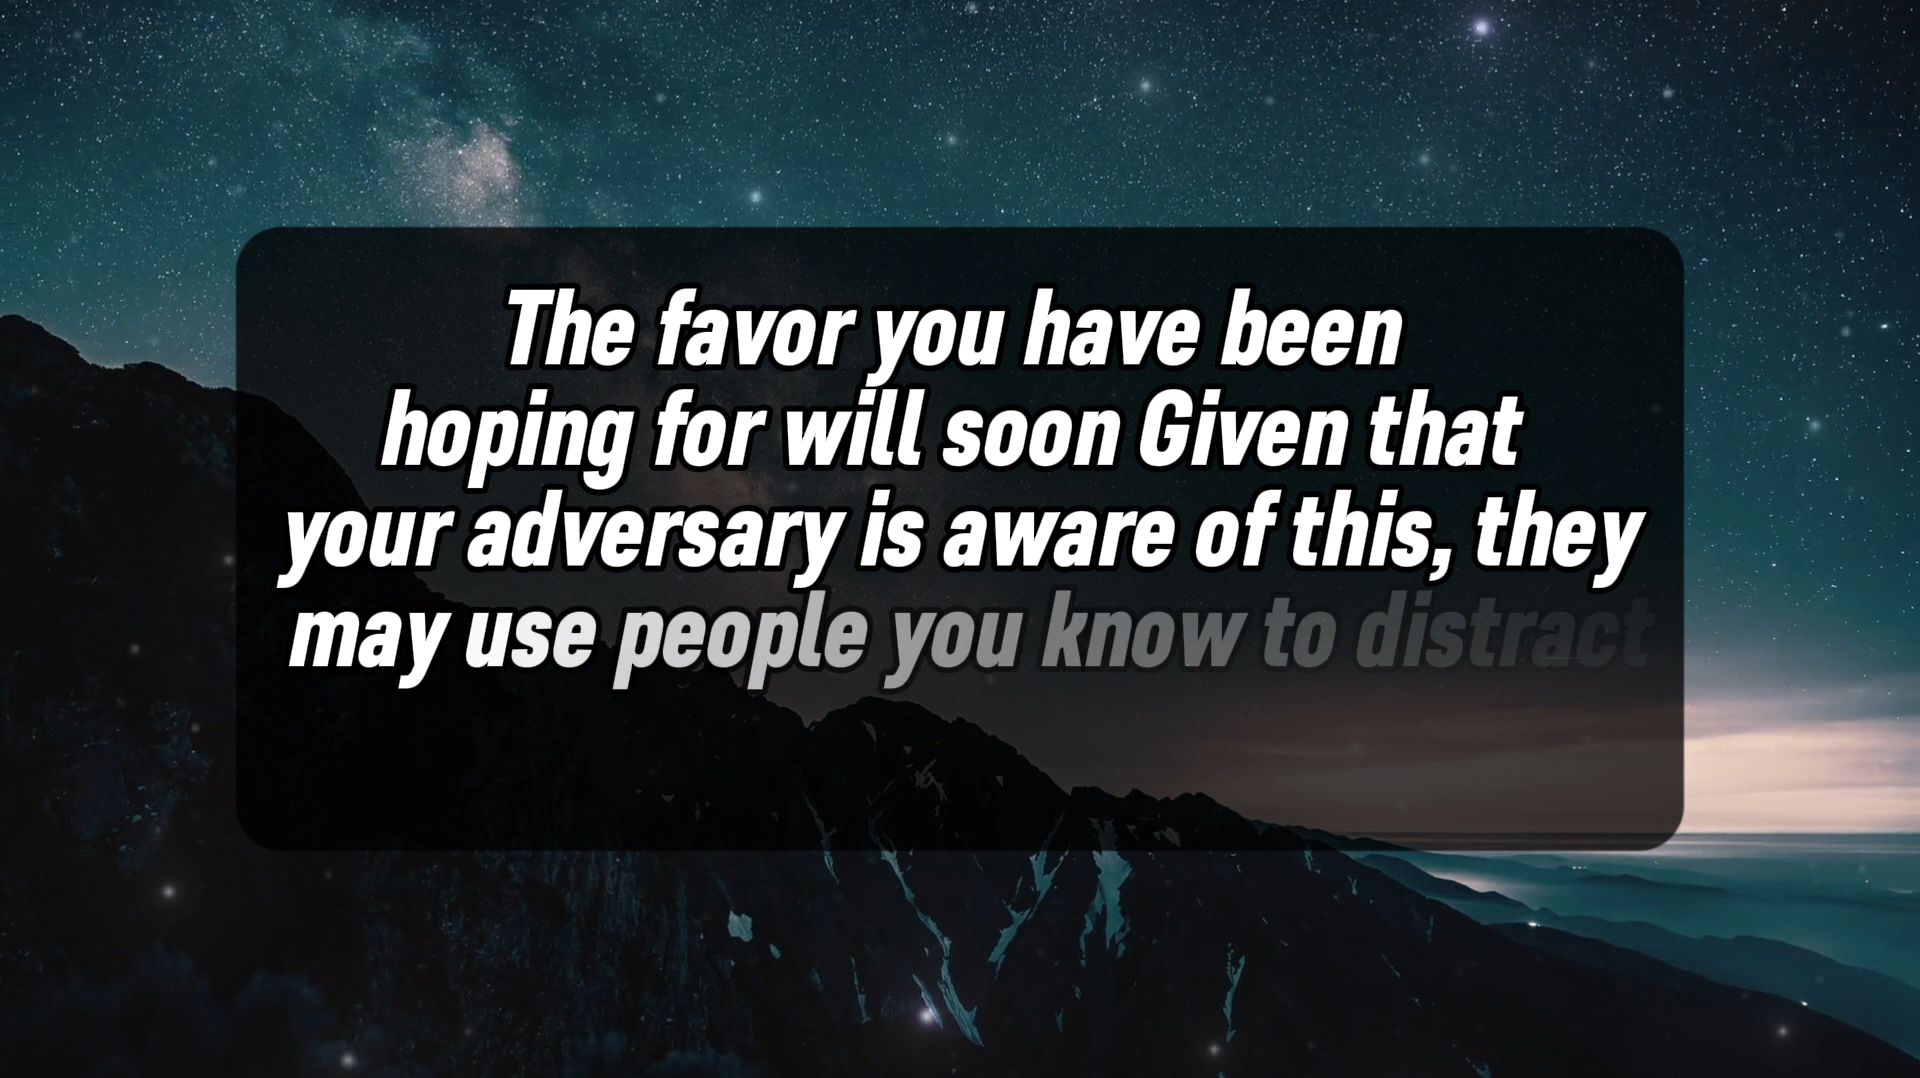 The favor you have been
hoping for will soon Given that
your adversary is aware of this, they
may use people you know to distract